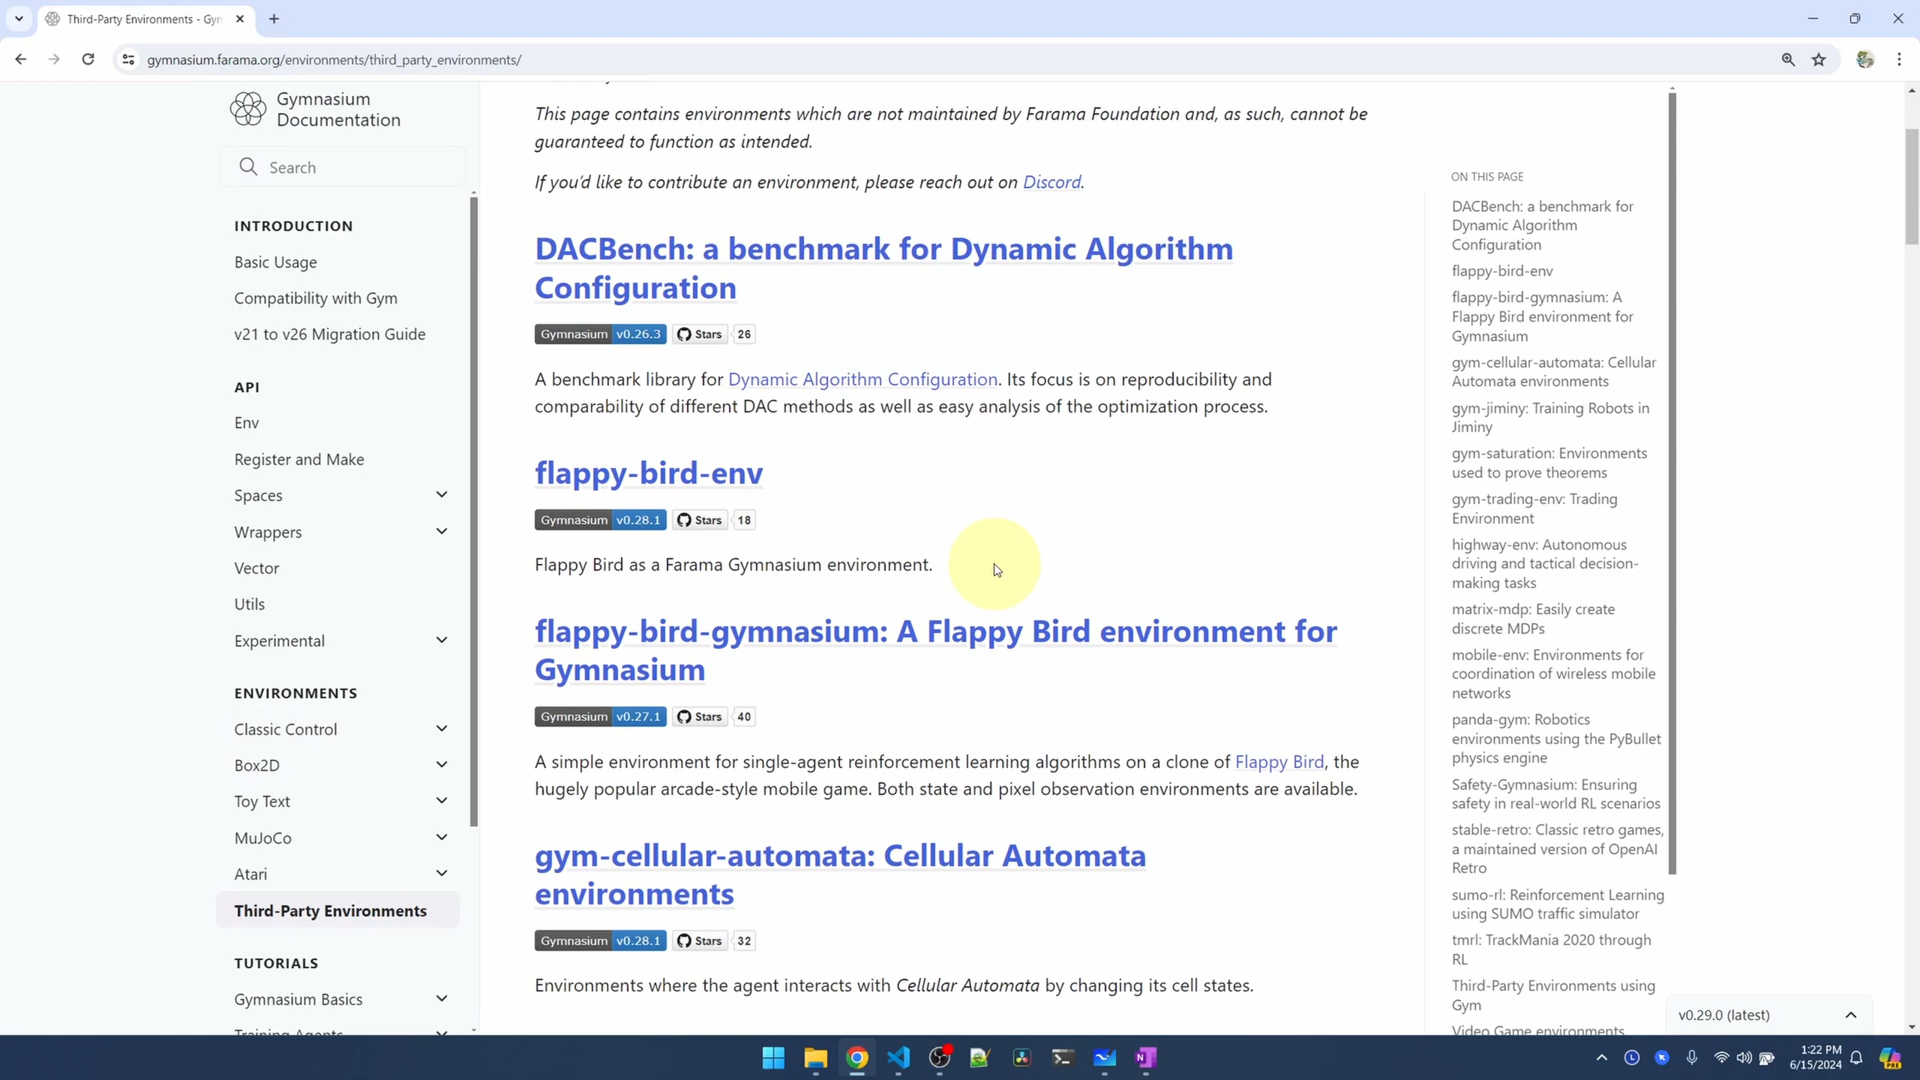 Third-Party Environments - Gyn
gymnasium.farama.org/environments/third_party_environments/
Gymnasium
Documentation
Search
INTRODUCTION
Basic Usage
Compatibility with Gym
v21 to v26 Migration Guide
API
Env
Register and Make
Spaces
Wrappers
Vector
Utils
Experimental
ENVIRONMENTS
Classic Control
Box2D
Toy Text
MuJoCo
Atari
Third-Party Environments
TUTORIALS
Gymnasium Basics
Training Agents
This page contains environments which are not maintained by Farama Foundation and, as such, cannot be
guaranteed to function as intended.
If you'd like to contribute an environment, please reach out on Discord.
DACBench: a benchmark for Dynamic Algorithm
Configuration
Gymnasium v0.26.3 Stars 26
A benchmark library for Dynamic Algorithm Configuration. Its focus is on reproducibility and
comparability of different DAC methods as well as easy analysis of the optimization process.
flappy-bird-env
Gymnasium v0.28.1 Stars 18
Flappy Bird as a Farama Gymnasium environment.
flappy-bird-gymnasium: A Flappy Bird environment for
Gymnasium
Gymnasium v0.27.1 Stars 40
A simple environment for single-agent reinforcement learning algorithms on a clone of Flappy Bird, the
hugely popular arcade-style mobile game. Both state and pixel observation environments are available.
gym-cellular-automata: Cellular Automata
environments
Gymnasium v0.28.1 Stars 32
Environments where the agent interacts with Cellular Automata by changing its cell states.
ON THIS PAGE
DACBench: a benchmark for
Dynamic Algorithm
Configuration
flappy-bird-env
flappy-bird-gymnasium: A
Flappy Bird environment for
Gymnasium
gym-cellular-automata: Cellular
Automata environments
gym-jiminy: Training Robots in
Jiminy
gym-saturation: Environments
used to prove theorems
gym-trading-env: Trading
Environment
highway-env: Autonomous
driving and tactical decision-
making tasks
matrix-mdp: Easily create
discrete MDPs
mobile-env: Environments for
coordination of wireless mobile
networks
panda-gym: Robotics
environments using the PyBullet
physics engine
Safety-Gymnasium: Ensuring
safety in real-world RL scenarios
stable-retro: Classic retro games,
a maintained version of OpenAI
Retro
sumo-rl: Reinforcement Learning
using SUMO traffic simulator
tmrl: TrackMania 2020 through
RL
Third-Party Environments using
Gym
Video Game environments
v0.29.0 (latest)
1:22 PM
6/15/2024
PRE